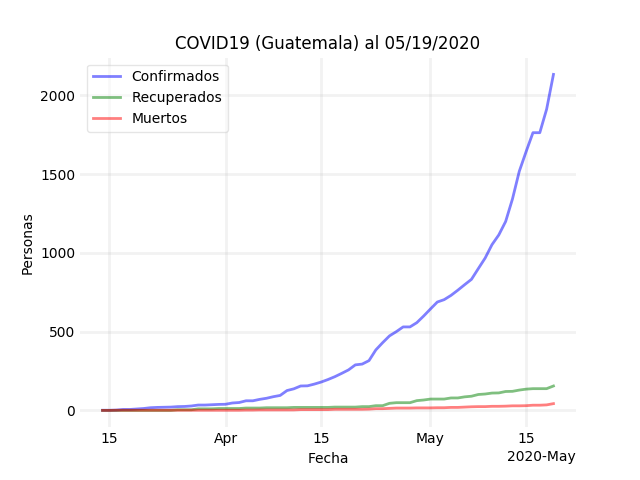 COVID19 (Guatemala) al 05/19/2020
Confirmados
Recuperados
Muertos
Personas
2000
1500
1000
500
0
15
Apr
15
May
15
2020-May
Fecha